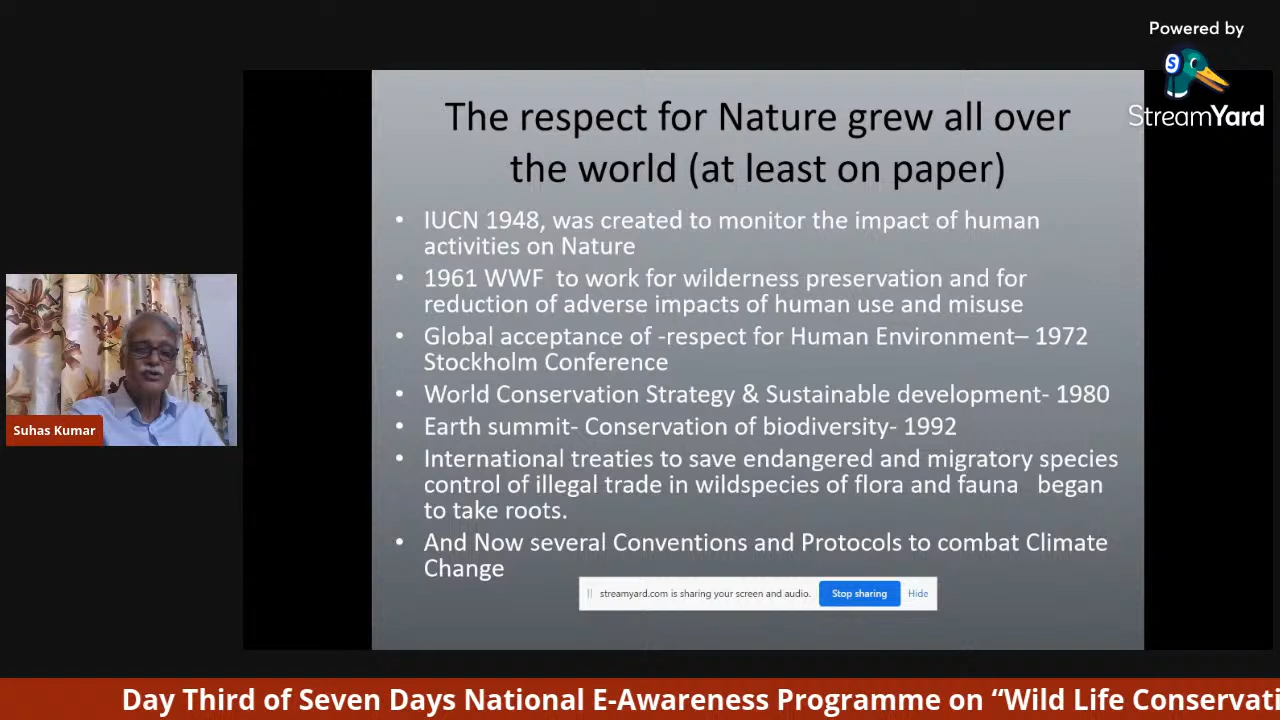 Powered by
S
StreamYard
The respect for Nature grew all over
the world (at least on paper)
• IUCN 1948, was created to monitor the impact of human
activities on Nature
• 1961 WWF to work for wilderness preservation and for
reduction of adverse impacts of human use and misuse
• Global acceptance of -respect for Human Environment– 1972
Stockholm Conference
• World Conservation Strategy & Sustainable development- 1980
• Earth summit- Conservation of biodiversity- 1992
• International treaties to save endangered and migratory species
control of illegal trade in wildspecies of flora and fauna began
to take roots.
• And Now several Conventions and Protocols to combat Climate
Change
streamyard.com is sharing your screen and audio. Stop sharing Hide
Suhas Kumar
Day Third of Seven Days National E-Awareness Programme on “Wild Life Conservati